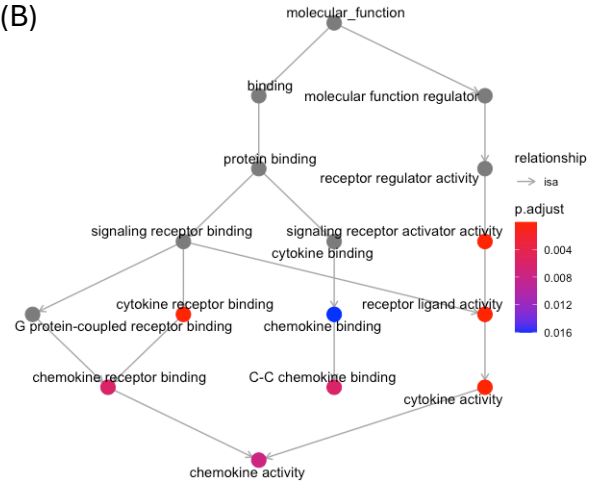 (B)
molecular_function
binding
molecular function regulator
protein binding
receptor regulator activity
relationship
isa
p.adjust
0.004
0.008
0.012
0.016
signaling receptor binding
signaling receptor activator activity
cytokine binding
cytokine receptor binding
receptor ligand activity
G protein-coupled receptor binding
chemokine binding
chemokine receptor binding
C-C chemokine binding
cytokine activity
chemokine activity